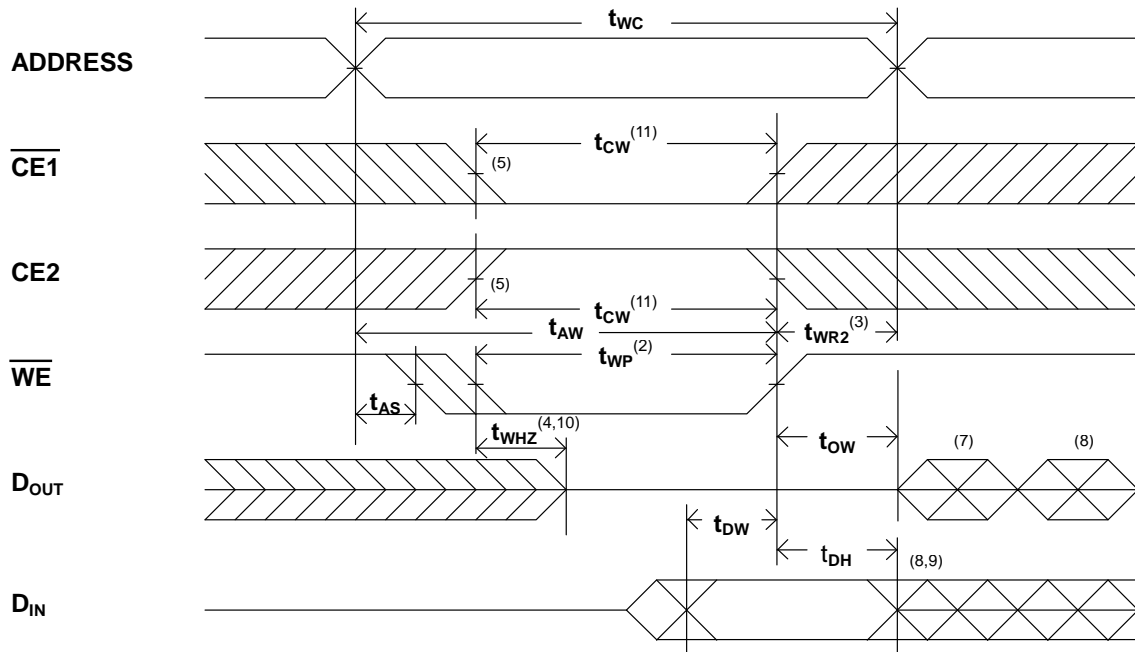 tWC
ADDRESS
CE1
tCW(11)
(5)
CE2
(5)
tCW(11)
tAW
tWR2(3)
WE
tWP(2)
tAS
tWHZ(4,10)
tOW
(7)
(8)
DOUT
tDW
tDH
(8,9)
DIN